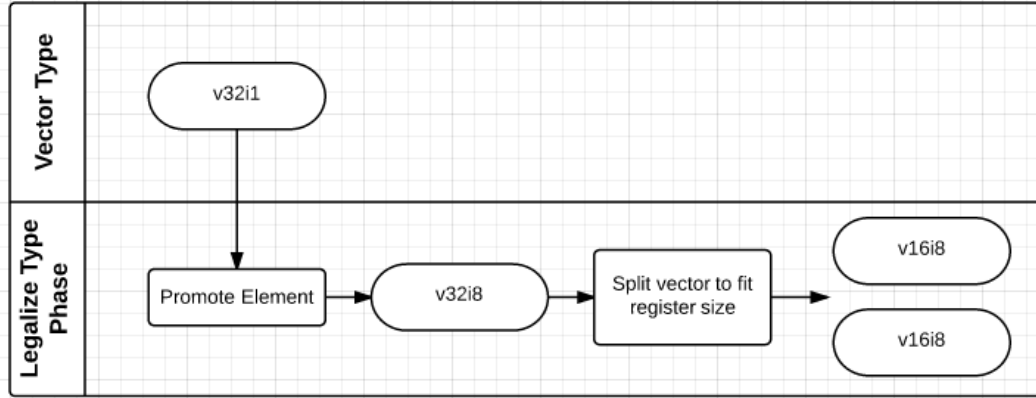 Vector Type
v32i1
Legalize Type
Phase
Promote Element
v32i8
Split vector to fit
register size
v16i8
v16i8